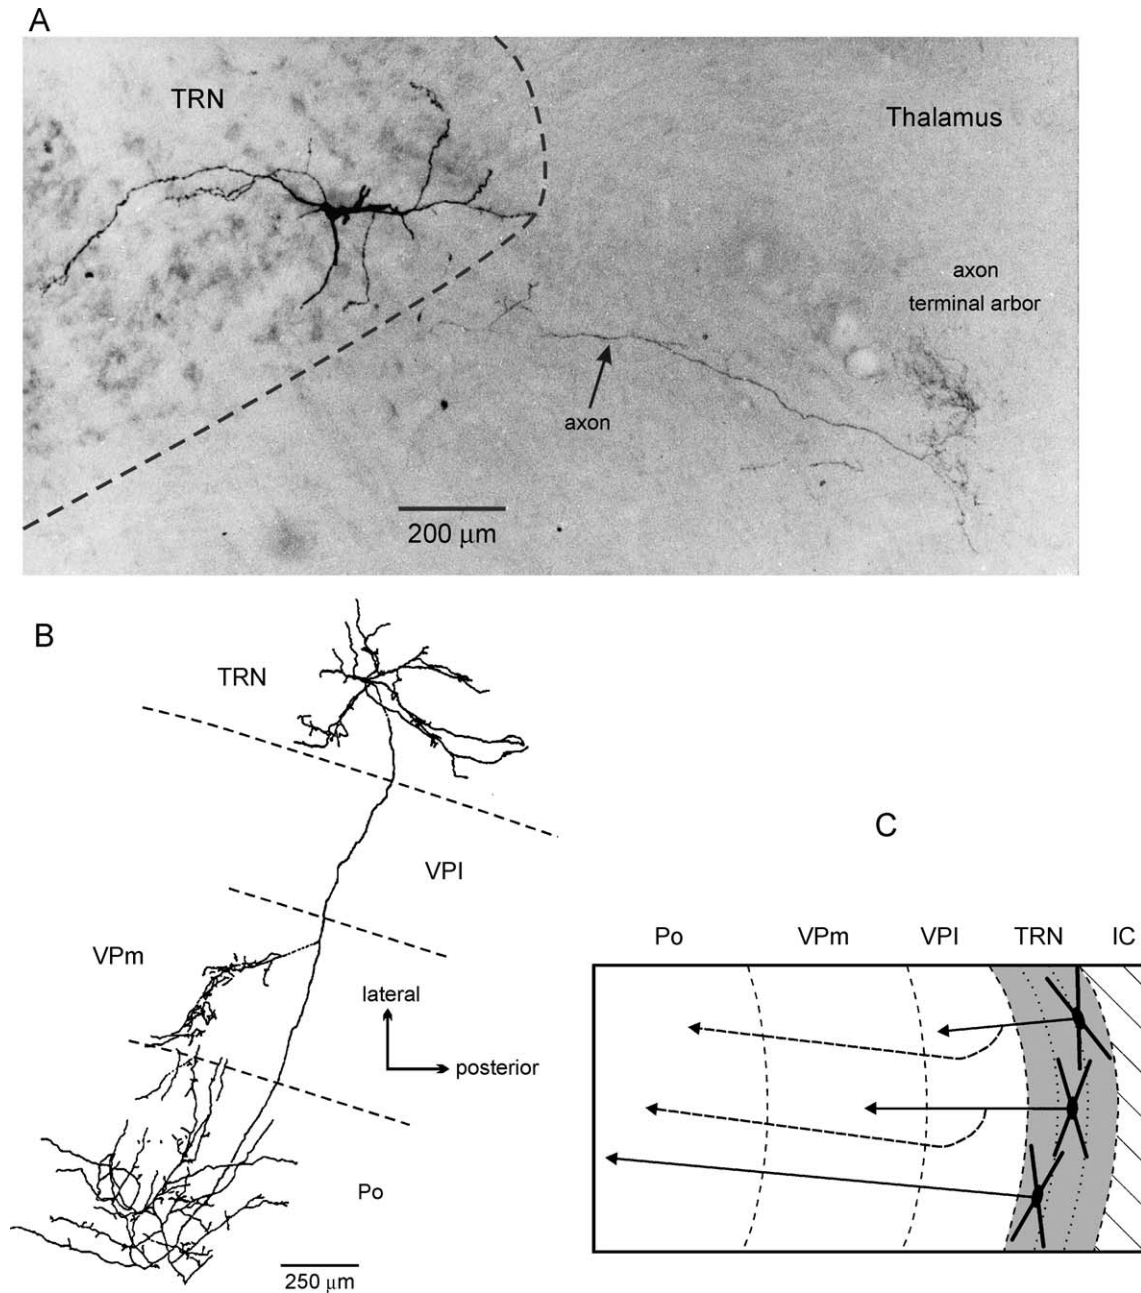 A
TRN
Thalamus
axon
terminal arbor
axon
200 μm
B
TRN
VPl
VPm
lateral
posterior
Po
250 μm
C
Po
VPm
VPl
TRN
IC